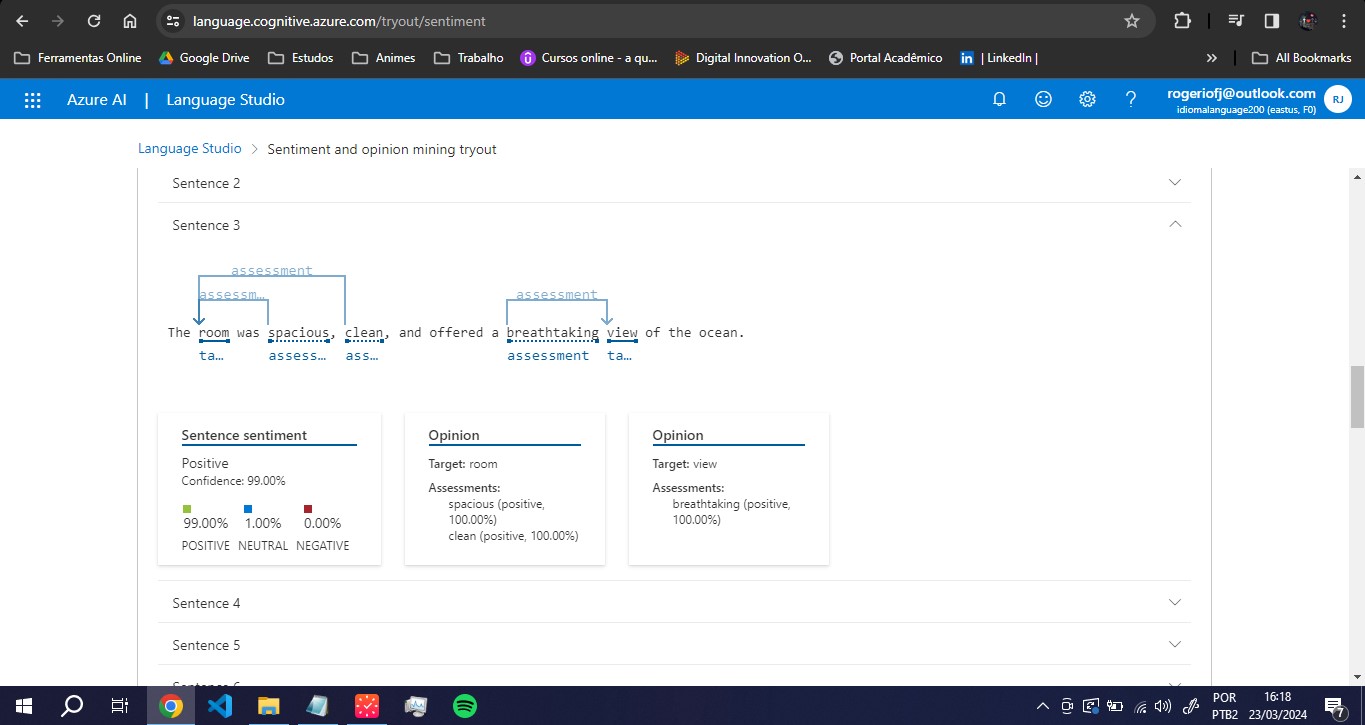 language.cognitive.azure.com/tryout/sentiment
Ferramentas Online Google Drive Estudos Animes Trabalho Cursos online - a qu... Digital Innovation O... Portal Acadêmico | LinkedIn | » All Bookmarks
Azure AI | Language Studio
rogeriofj@outlook.com
idiomalanguage200 (eastus, F0)
RJ
Language Studio > Sentiment and opinion mining tryout
Sentence 2
Sentence 3
assessment
assessm… assessment
The room was spacious, clean, and offered a breathtaking view of the ocean.
ta… assess… ass… assessment ta…
Sentence sentiment
Positive
Confidence: 99.00%
99.00% 1.00% 0.00%
POSITIVE NEUTRAL NEGATIVE
Opinion
Target: room
Assessments:
spacious (positive,
100.00%)
clean (positive, 100.00%)
Opinion
Target: view
Assessments:
breathtaking (positive,
100.00%)
Sentence 4
Sentence 5
POR 16:18
PTB2 23/03/2024
7